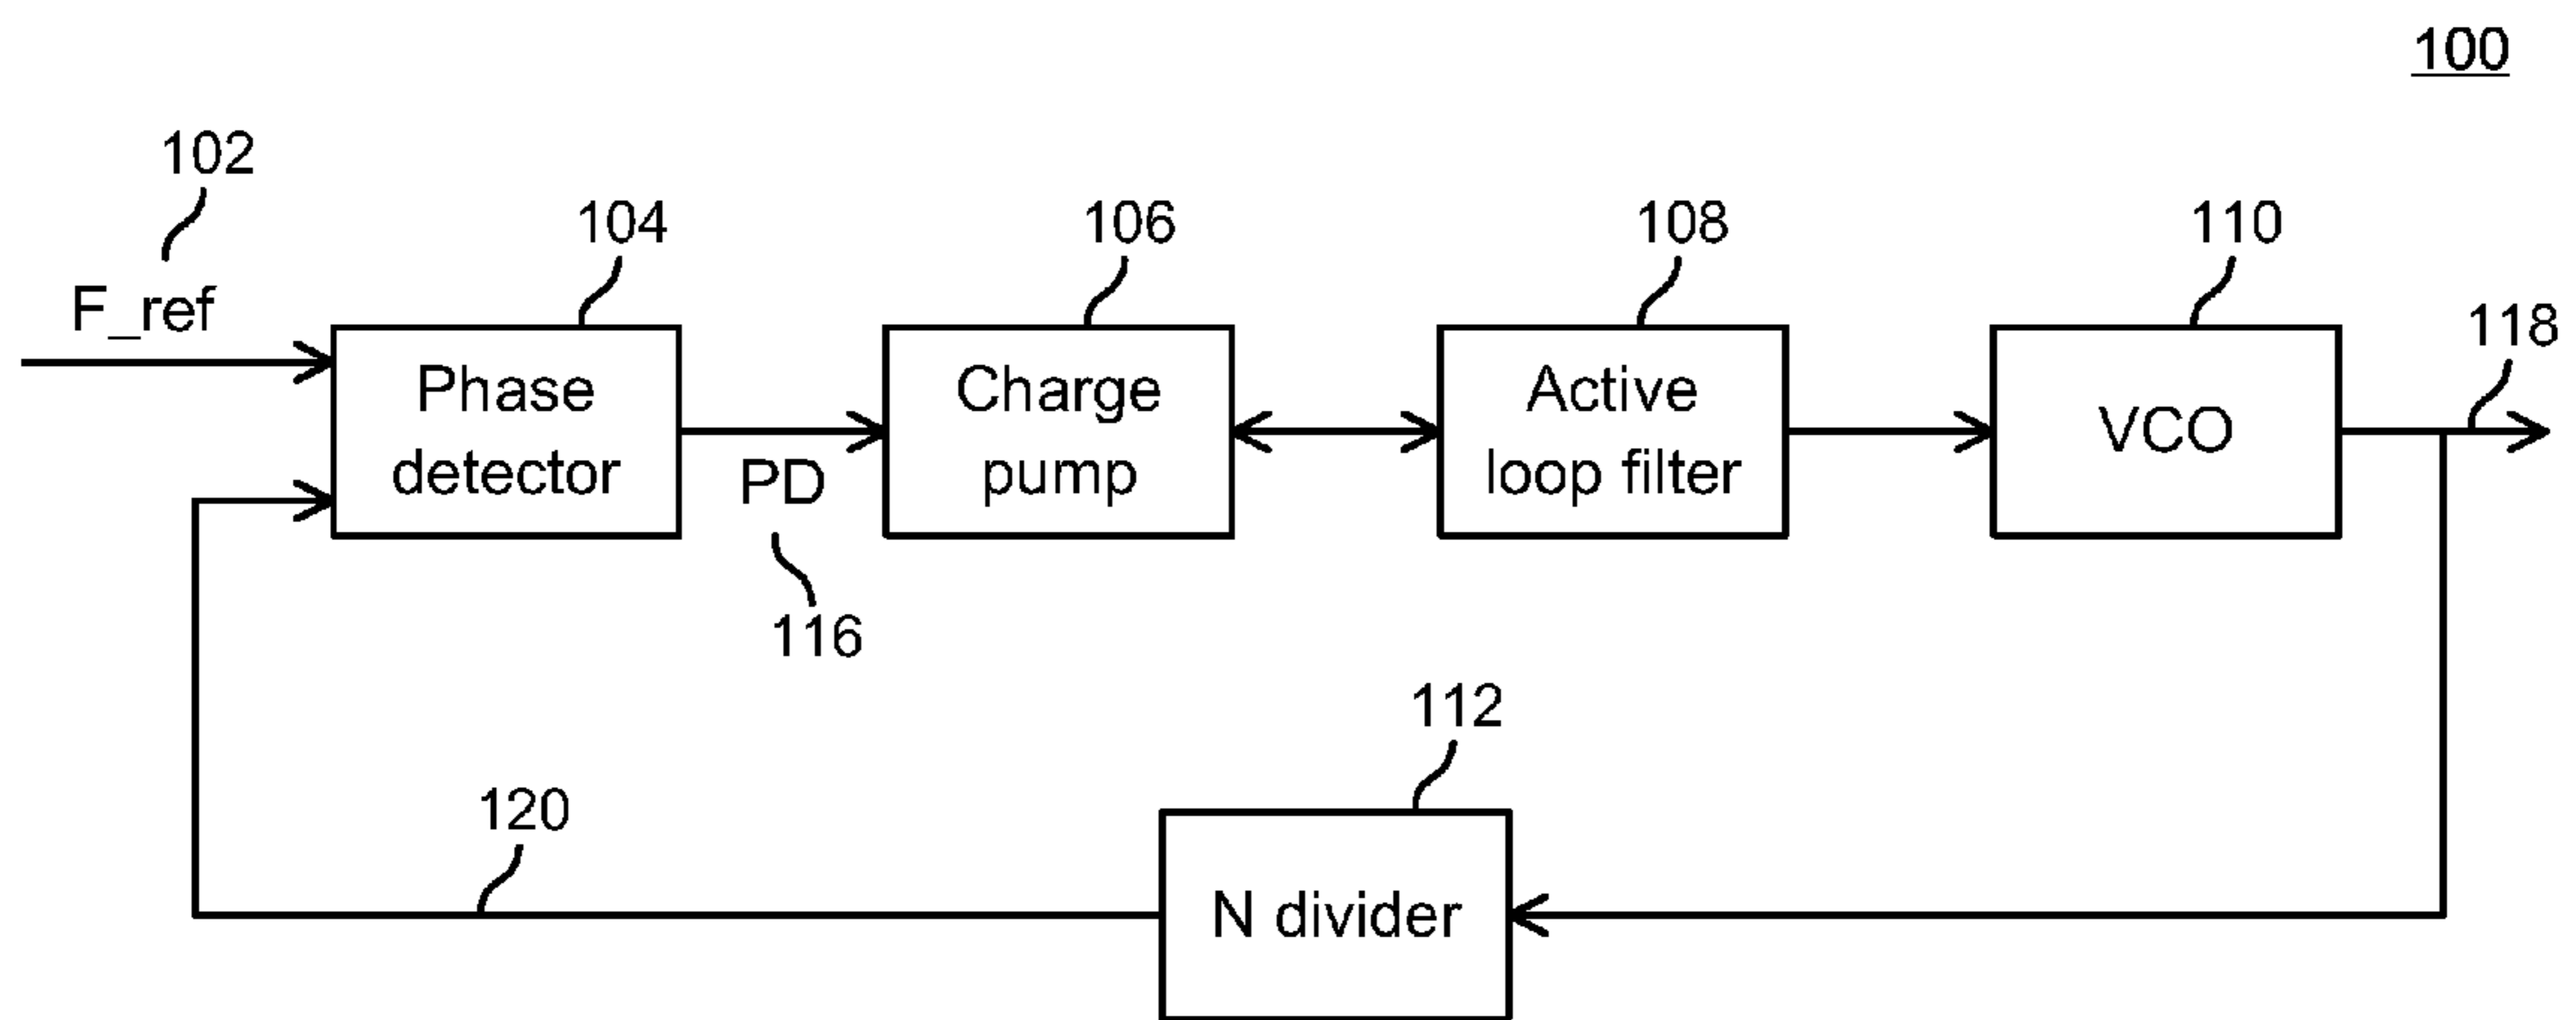 100
102
104
106
108
110
118
F_ref
Phase
detector
PD
116
Charge
pump
Active
loop filter
VCO
112
120
N divider